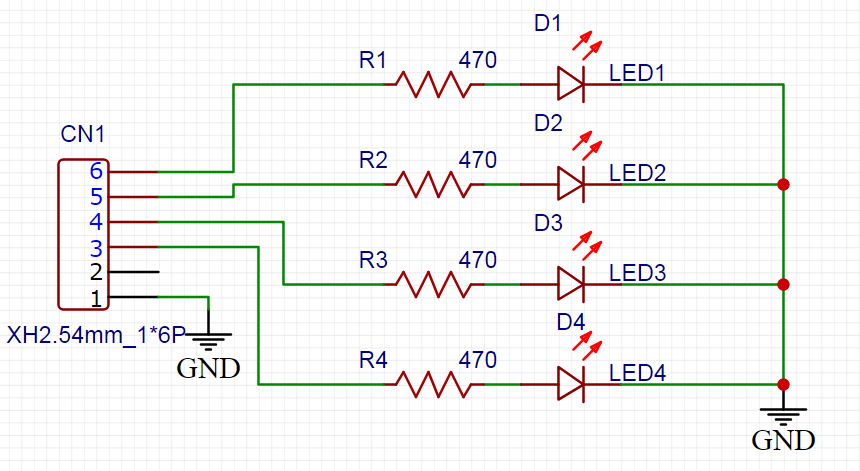 D1
R1 470 LED1
CN1
D2
6
R2 470 LED2
5
4
D3
3
R3 470 LED3
2
1
D4
XH2.54mm_1*6P
GND
R4 470 LED4
GND